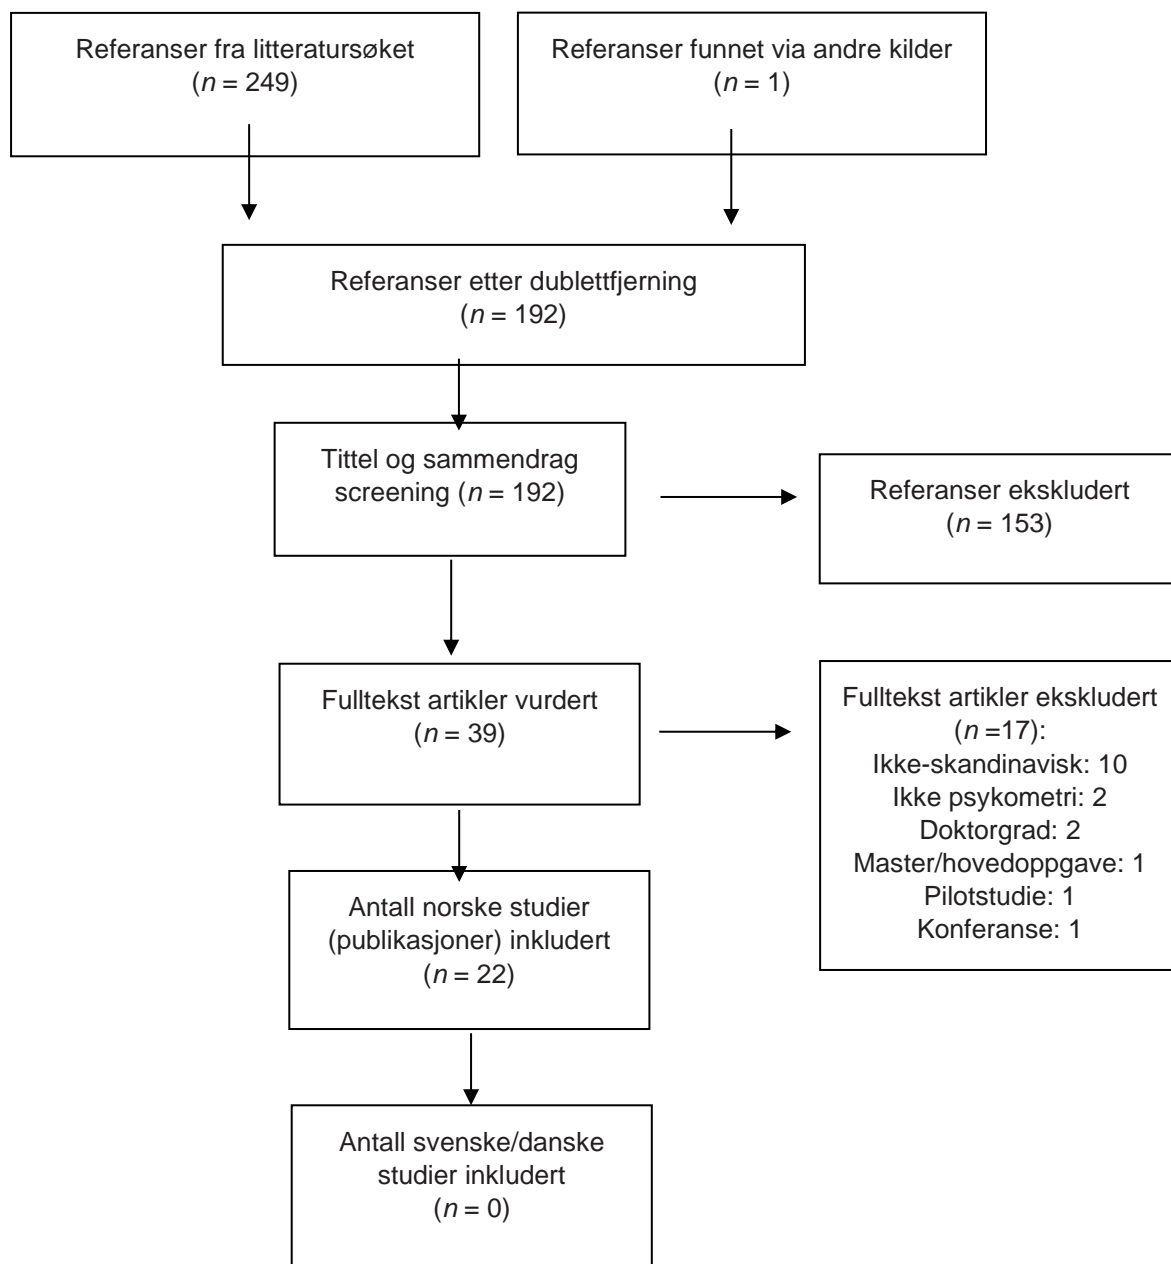 Referanser fra litteratursøket
(n = 249)
Referanser funnet via andre kilder
(n = 1)
Referanser etter dublettfjerning
(n = 192)
Tittel og sammendrag
screening (n = 192)
Referanser ekskludert
(n = 153)
Fulltekst artikler vurdert
(n = 39)
Fulltekst artikler ekskludert
(n =17):
Ikke-skandinavisk: 10
Ikke psykometri: 2
Doktorgrad: 2
Master/hovedoppgave: 1
Pilotstudie: 1
Konferanse: 1
Antall norske studier
(publikasjoner) inkludert
(n = 22)
Antall svenske/danske
studier inkludert
(n = 0)